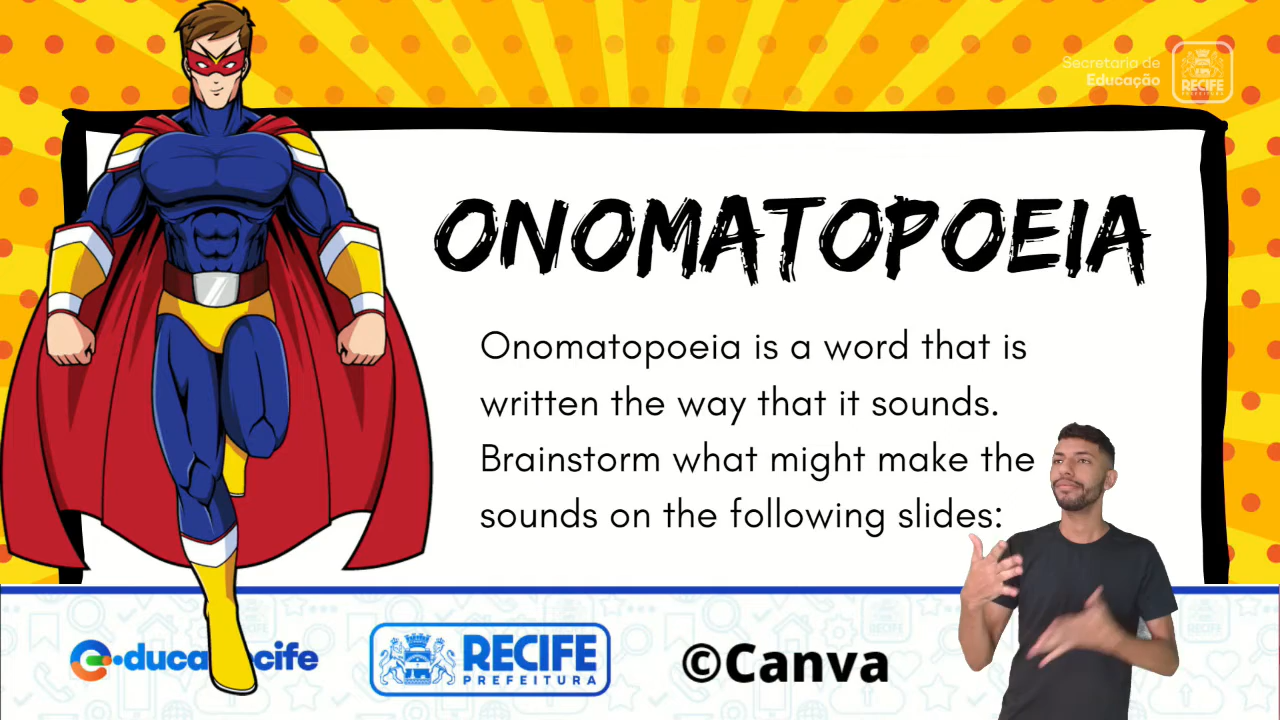 Secretaria de
Educação
RECIFE
PREFEITURA
ONOMATOPOEIA
Onomatopoeia is a word that is
written the way that it sounds.
Brainstorm what might make the
sounds on the following slides:
RECIFE
PREFEITURA
©Canva